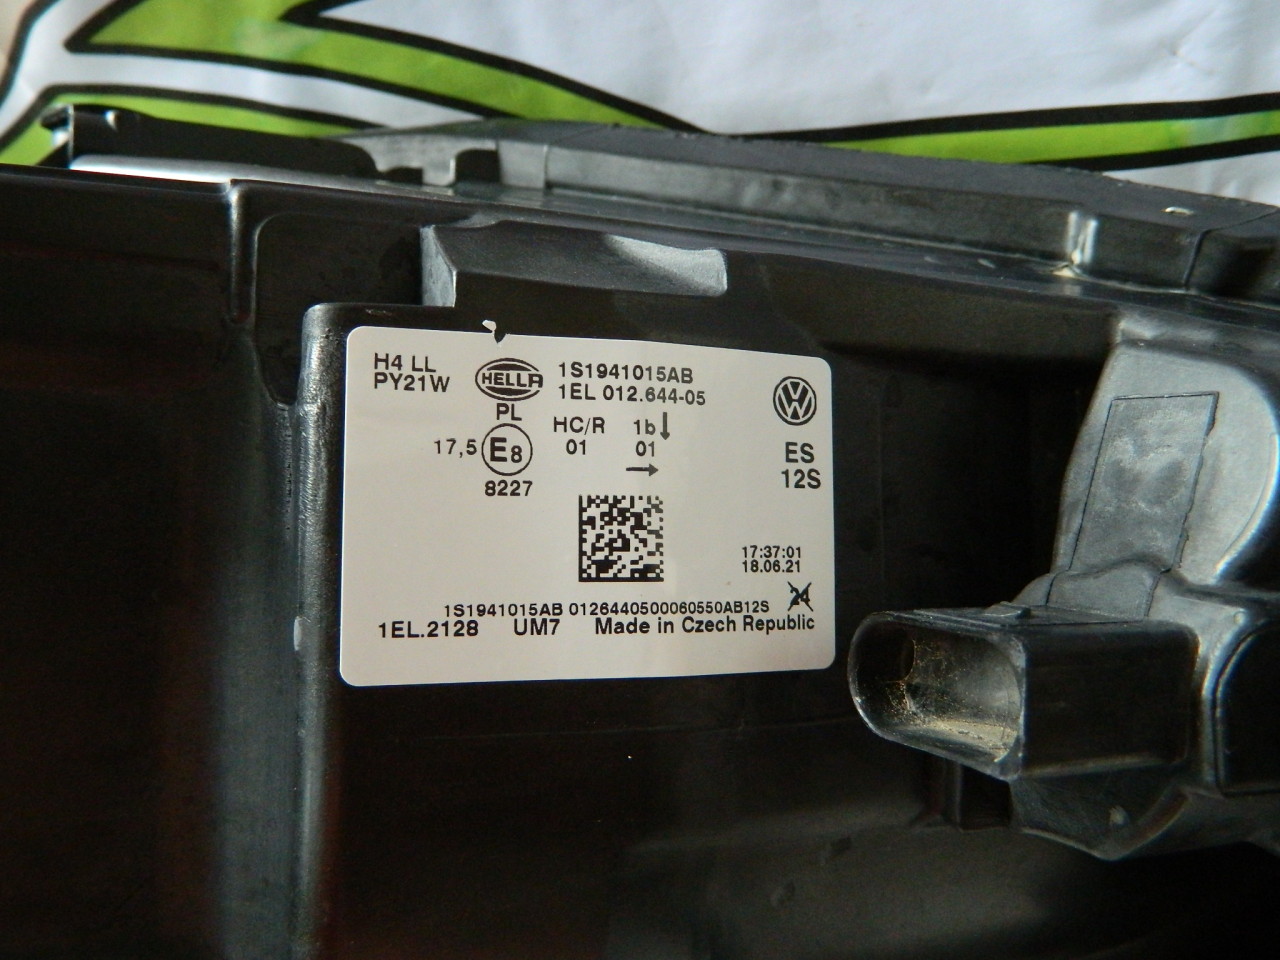 H4 LL
PY21W
HELLA
1S1941015AB
1EL 012.644-05
PL
HC/R 1b
17,5 E8 01 01
8227
ES
12S
17:37:01
18.06.21
24
1S1941015AB 0126440500060550AB12S
1EL.2128 UM7 Made in Czech Republic